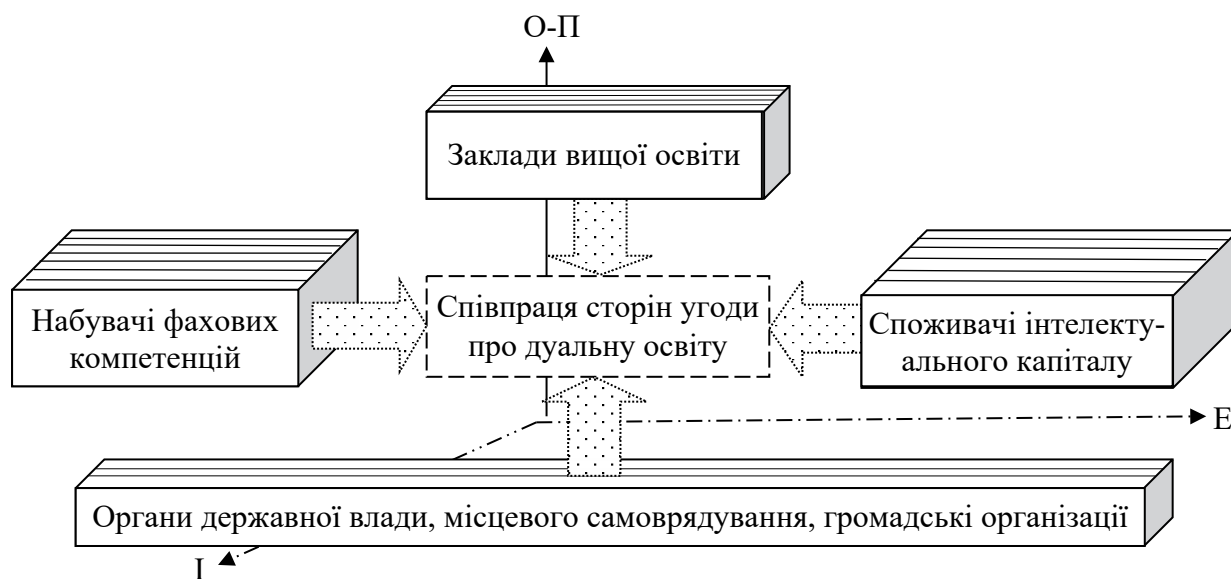 О-П
Заклади вищої освіти
Набувачі фахових
компетенцій
Співпраця сторін угоди
про дуальну освіту
Споживачі інтелекту-
ального капіталу
Е
Органи державної влади, місцевого самоврядування, громадські організації
І